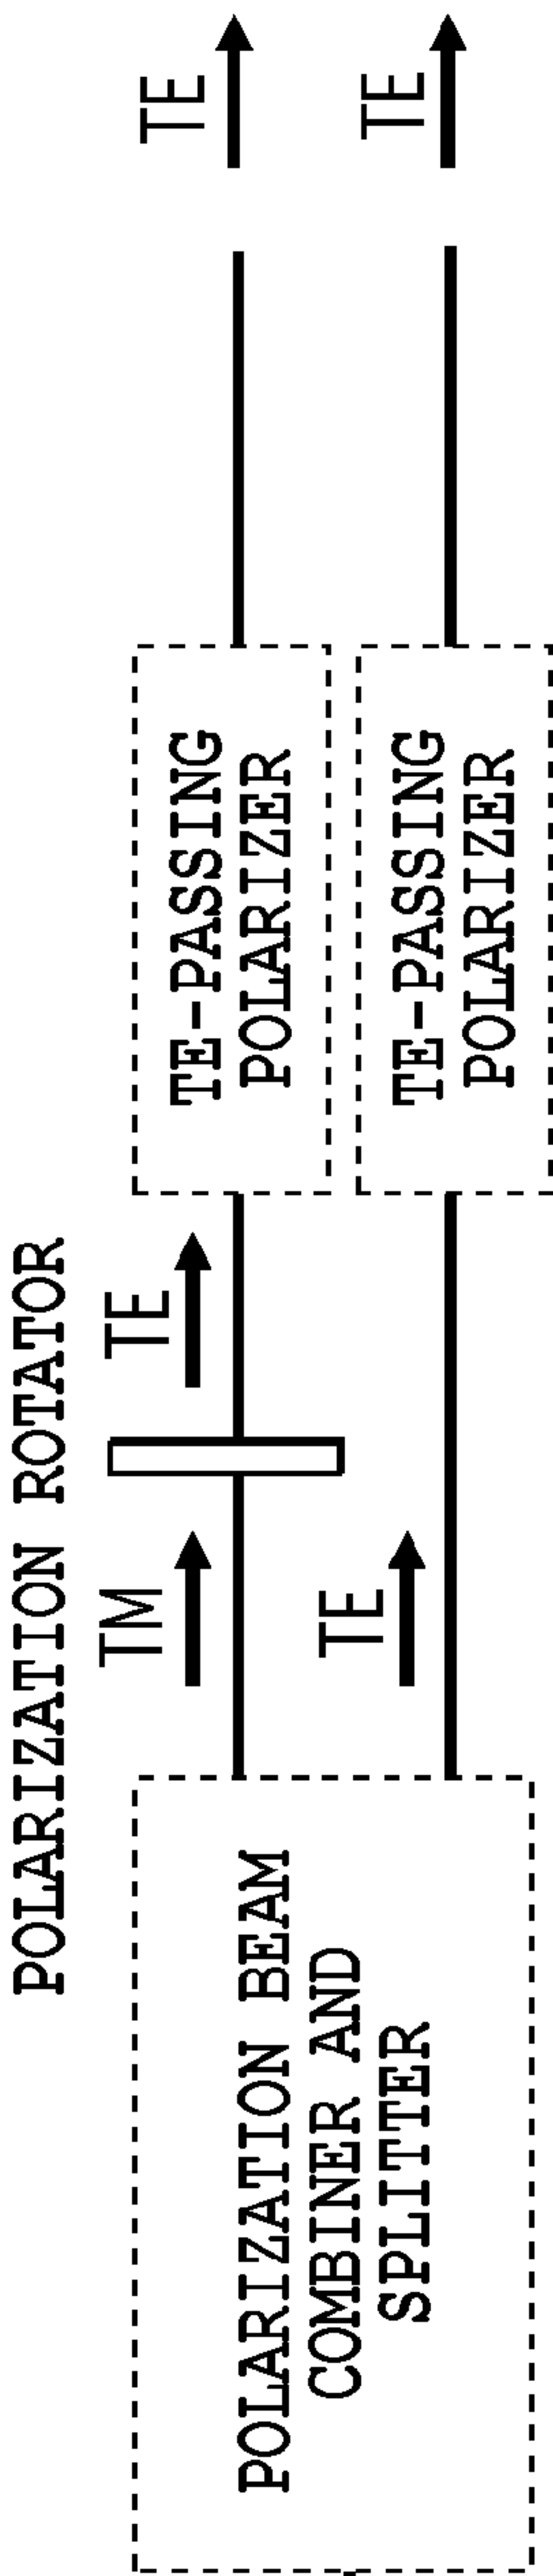 POLARIZATION ROTATOR
TM
TE
TE
TE
TE
POLARIZATION BEAM
COMBINER AND
SPLITTER
TE-PASSING
POLARIZER
TE-PASSING
POLARIZER